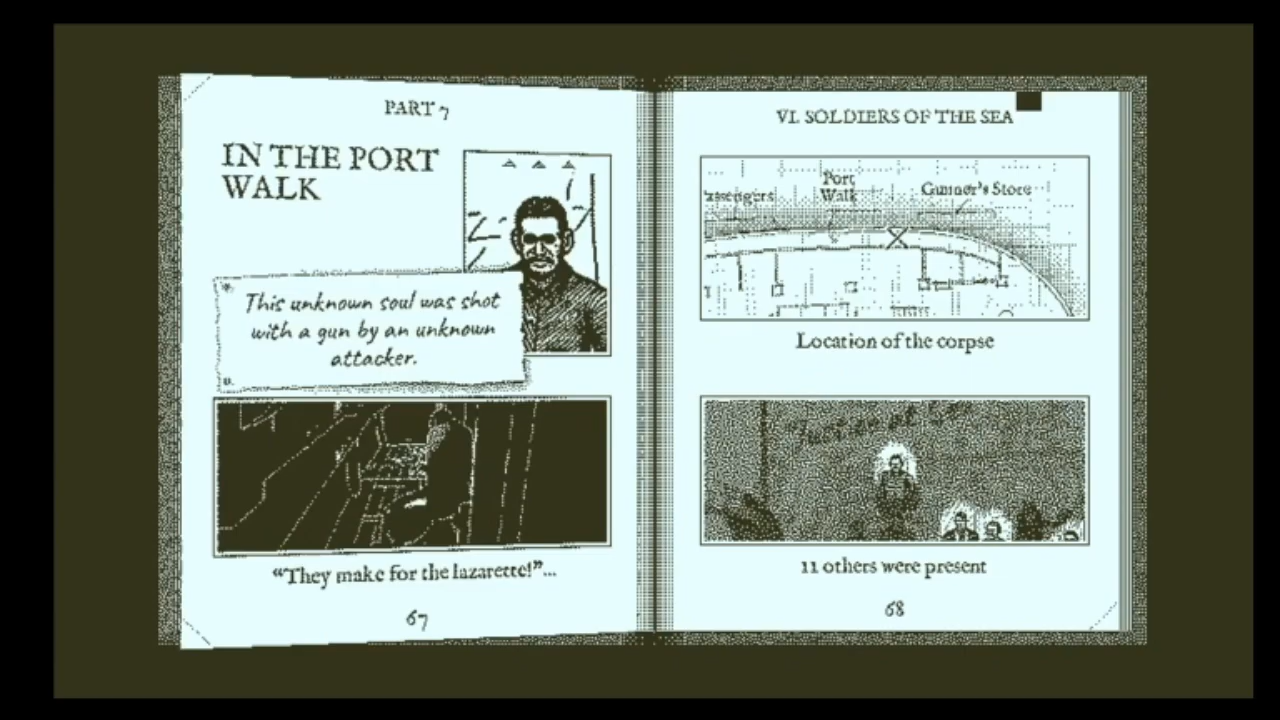 PART 7
IN THE PORT
WALK
This unknown soul was shot
with a gun by an unknown
attacker.
"They make for the lazarette!"...
67
VI. SOLDIERS OF THE SEA
Port
Walk
Gunner's Store
Location of the corpse
11 others were present
68